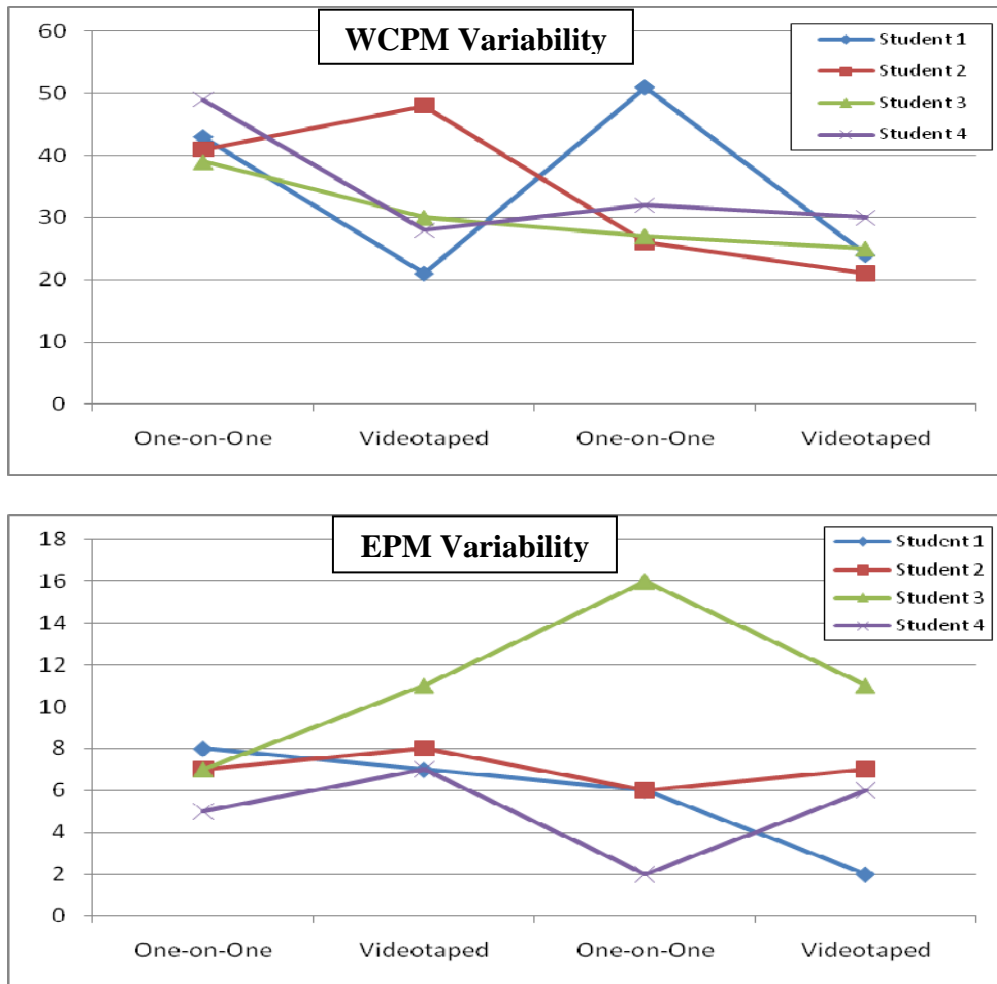 WCPM Variability
60
50
40
30
20
10
0
Student 1
Student 2
Student 3
Student 4
One-on-One Videotaped One-on-One Videotaped
EPM Variability
18
16
14
12
10
8
6
4
2
0
Student 1
Student 2
Student 3
Student 4
One-on-One Videotaped One-on-One Videotaped